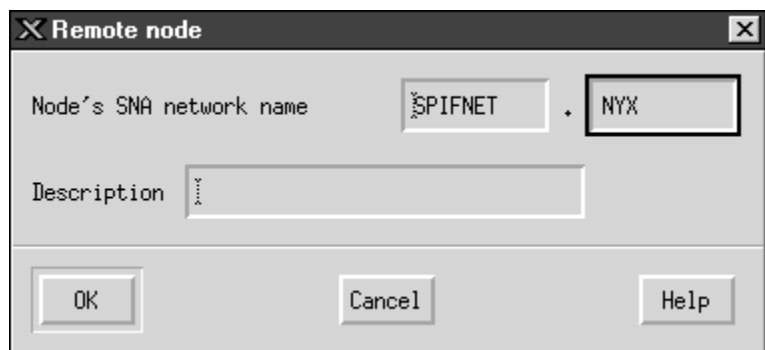 Remote node
Node's SNA network name SPIFNET . NYX
Description
OK Cancel Help